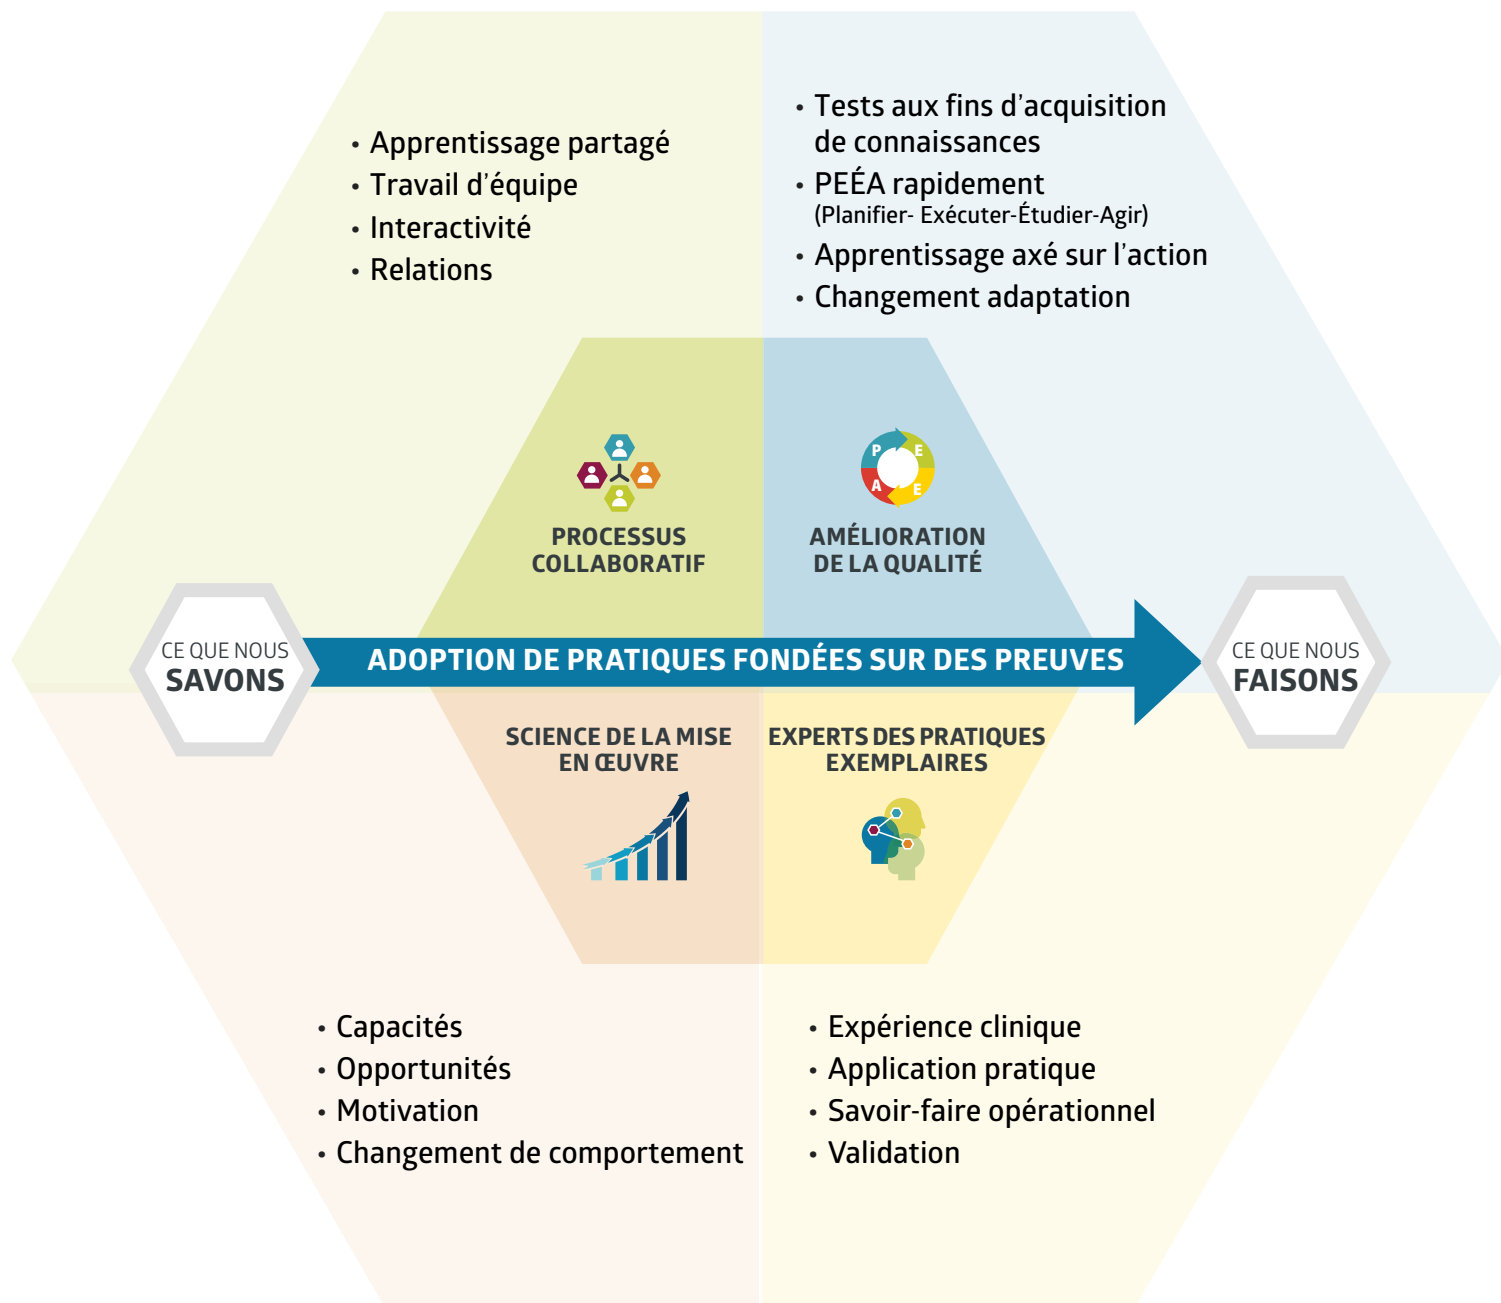 • Apprentissage partagé
• Travail d'équipe
• Interactivité
• Relations
• Tests aux fins d'acquisition
de connaissances
• PEÉA rapidement
(Planifier- Exécuter-Étudier-Agir)
• Apprentissage axé sur l'action
• Changement adaptation
PROCESSUS
COLLABORATIF
P
E
A
E
AMÉLIORATION
DE LA QUALITÉ
CE QUE NOUS
SAVONS
ADOPTION DE PRATIQUES FONDÉES SUR DES PREUVES
CE QUE NOUS
FAISONS
SCIENCE DE LA MISE
EN ŒUVRE
EXPERTS DES PRATIQUES
EXEMPLAIRES
• Capacités
• Opportunités
• Motivation
• Changement de comportement
• Expérience clinique
• Application pratique
• Savoir-faire opérationnel
• Validation